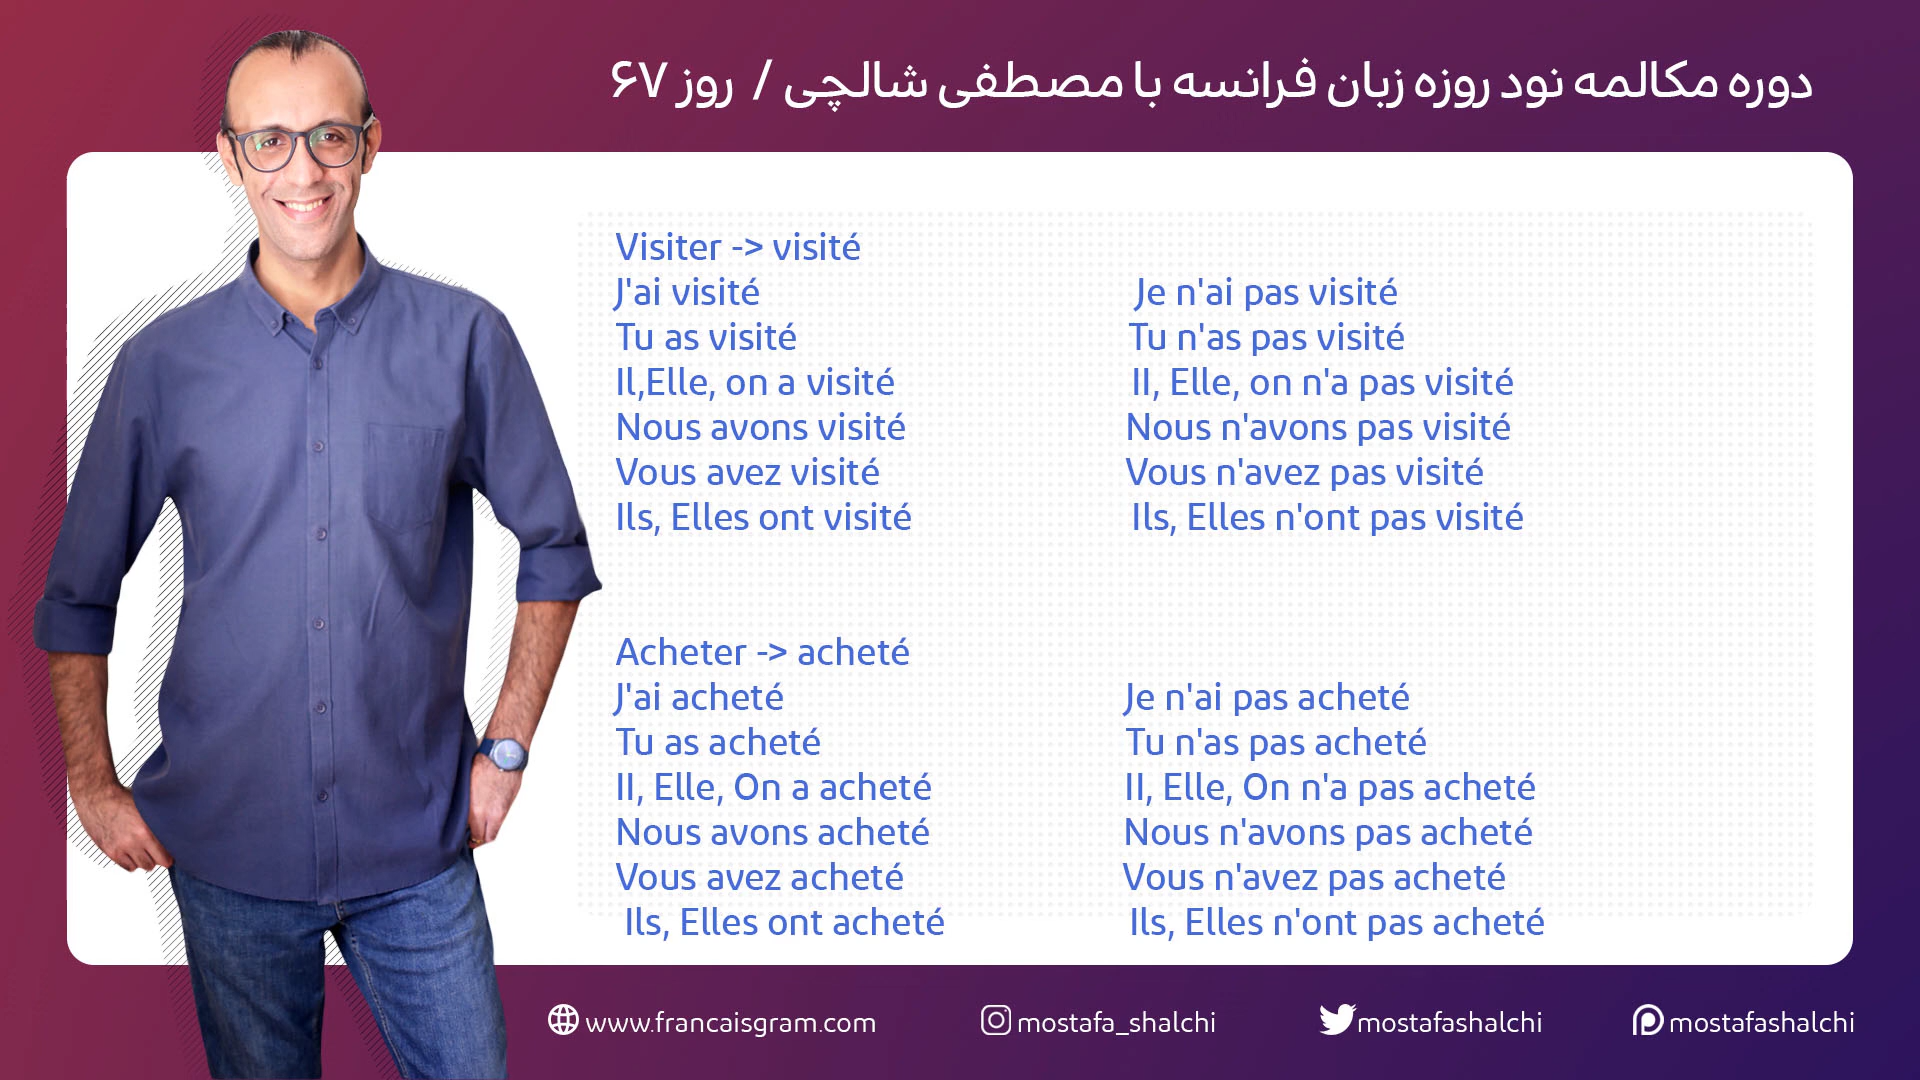 دوره مکالمه نود روزه زبان فرانسه با مصطفی شالچی / روز ۶۷
Visiter -> visité
J'ai visité Je n'ai pas visité
Tu as visité Tu n'as pas visité
Il,Elle, on a visité II, Elle, on n'a pas visité
Nous avons visité Nous n'avons pas visité
Vous avez visité Vous n'avez pas visité
Ils, Elles ont visité Ils, Elles n'ont pas visité
Acheter -> acheté
J'ai acheté Je n'ai pas acheté
Tu as acheté Tu n'as pas acheté
II, Elle, On a acheté II, Elle, On n'a pas acheté
Nous avons acheté Nous n'avons pas acheté
Vous avez acheté Vous n'avez pas acheté
Ils, Elles ont acheté Ils, Elles n'ont pas acheté
www.francaisgram.com mostafa_shalchi mostafashalchi mostafashalchi